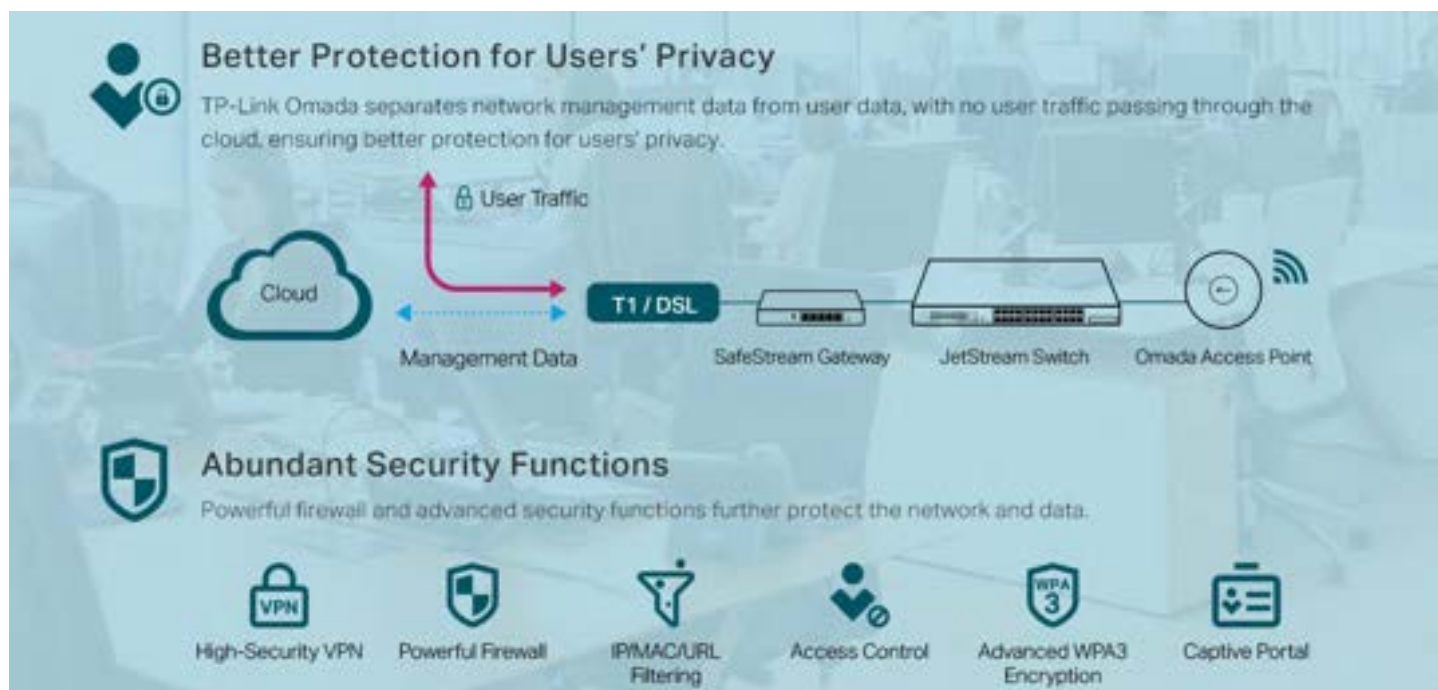 Better Protection for Users' Privacy
TP-Link Omada separates network management data from user data, with no user traffic passing through the
cloud, ensuring better protection for users' privacy.
User Traffic
Cloud
T1 / DSL
Management Data
SafeStream Gateway
JetStream Switch
Omada Access Point
Abundant Security Functions
Powerful firewall and advanced security functions further protect the network and data.
VPN
WPA
3
High-Security VPN
Powerful Firewall
IP/MAC/URL
Filtering
Access Control
Advanced WPA3
Encryption
Captive Portal